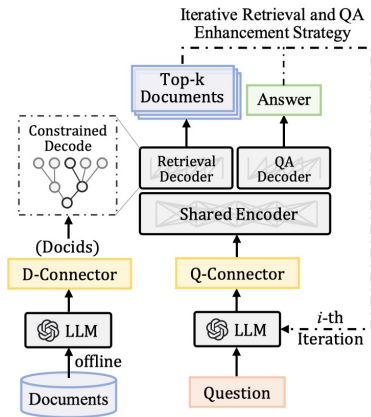 Iterative Retrieval and QA
Enhancement Strategy
Top-k
Documents
Answer
Constrained
Decode
Retrieval
Decoder
QA
Decoder
Shared Encoder
(Docids)
D-Connector
Q-Connector
LLM
LLM
i-th
Iteration
offline
Documents
Question